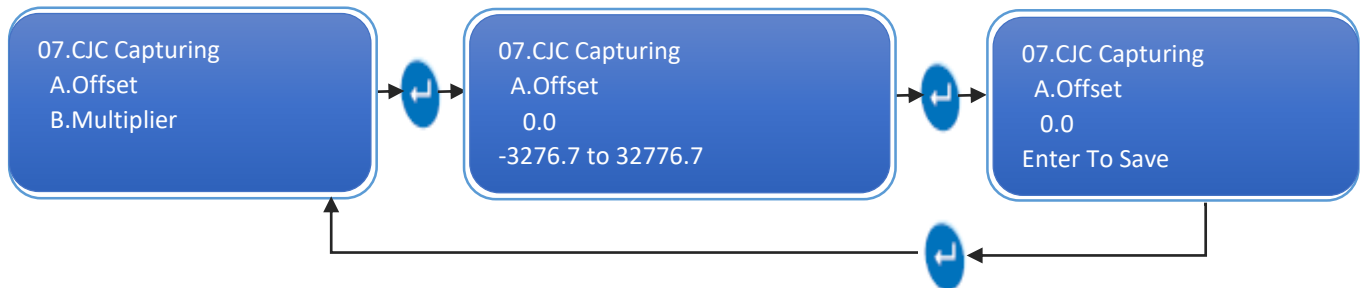 07.CJC Capturing
A.Offset
B.Multiplier
07.CJC Capturing
A.Offset
0.0
-3276.7 to 32776.7
07.CJC Capturing
A.Offset
0.0
Enter To Save